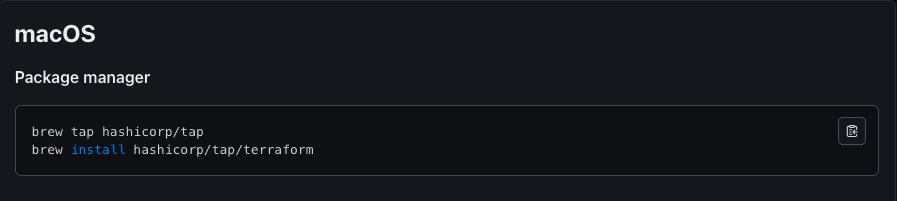 macOS
Package manager
brew tap hashicorp/tap
brew install hashicorp/tap/terraform